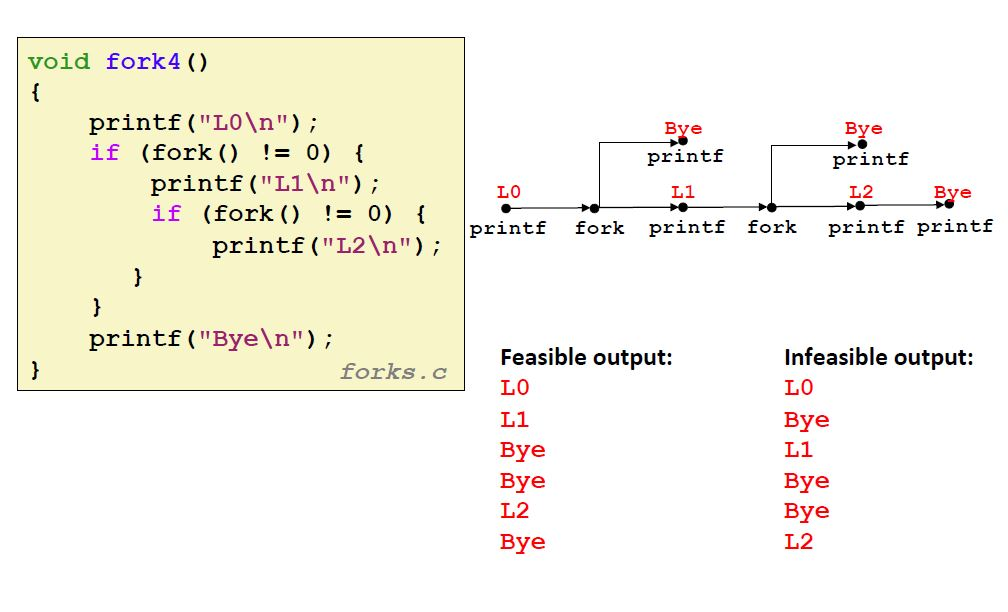 void fork4()
{
    printf("L0\n");
    if (fork() != 0) {
        printf("L1\n");
        if (fork() != 0) {
            printf("L2\n");
       }
    }
    printf("Bye\n");
}
forks.c
Bye Bye
printf printf
L0 L1 L2 Bye
printf fork printf fork printf printf
Feasible output:
L0
L1
Bye
Bye
L2
Bye
Infeasible output:
L0
Bye
L1
Bye
Bye
L2